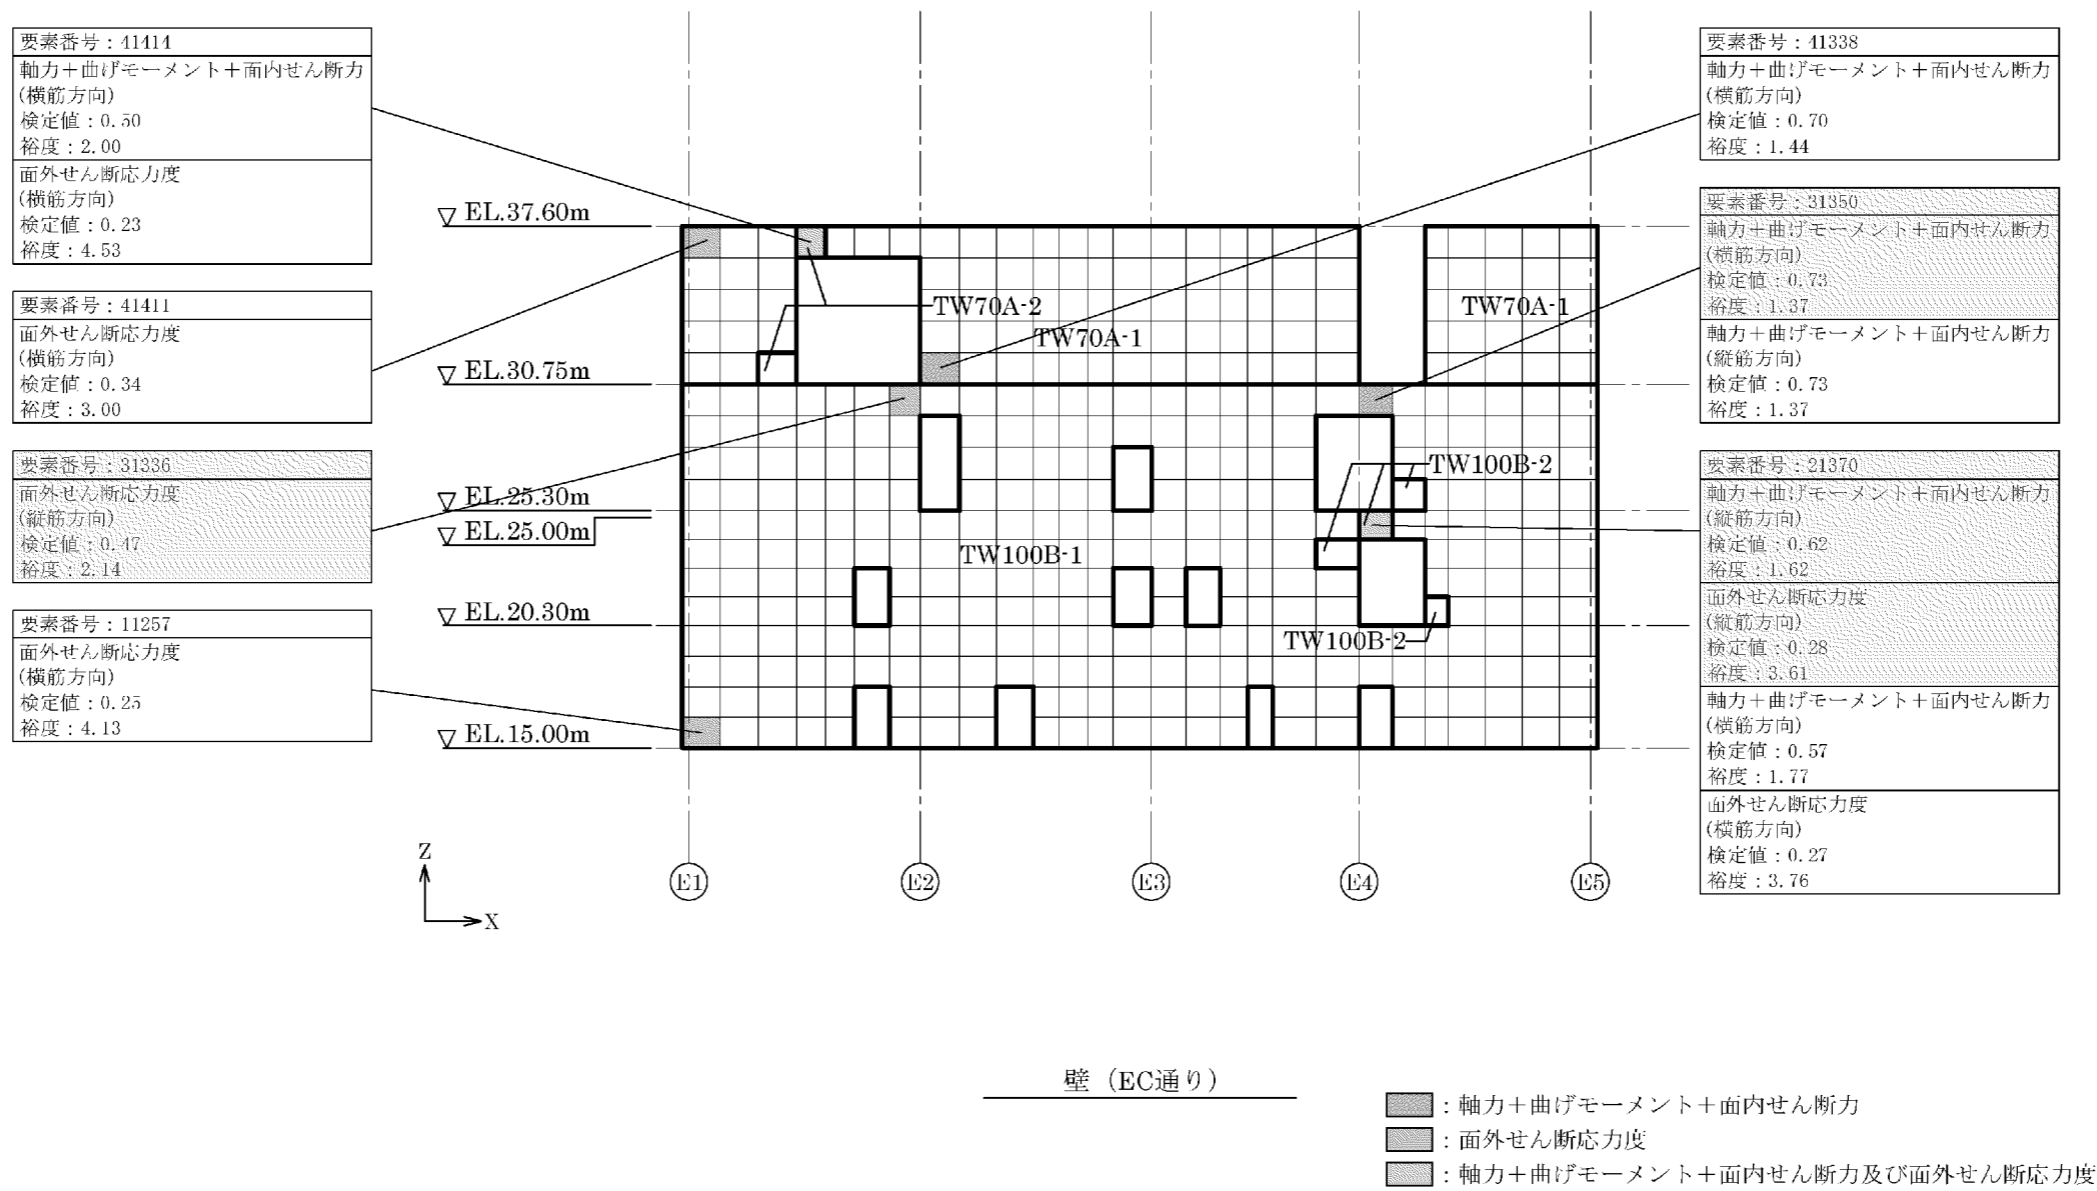 要素番号：41414
軸力＋曲げモーメント＋面内せん断力
(横筋方向)
検定値：0.50
裕度：2.00
面外せん断応力度
(横筋方向)
検定値：0.23
裕度：4.53
要素番号：41411
面外せん断応力度
(横筋方向)
検定値：0.34
裕度：3.00
要素番号：31336
面外せん断応力度
(縦筋方向)
検定値：0.47
裕度：2.14
要素番号：11257
面外せん断応力度
(横筋方向)
検定値：0.25
裕度：4.13
▽ EL.37.60m
▽ EL.30.75m
▽ EL.25.30m
▽ EL.25.00m
▽ EL.20.30m
▽ EL.15.00m
TW70A-2
TW70A-1
TW70A-1
TW100B-2
TW100B-1
TW100B-2
E1
E2
E3
E4
E5
Z
X
要素番号：41338
軸力＋曲げモーメント＋面内せん断力
(横筋方向)
検定値：0.70
裕度：1.44
要素番号：31350
軸力＋曲げモーメント＋面内せん断力
(横筋方向)
検定値：0.73
裕度：1.37
軸力＋曲げモーメント＋面内せん断力
(縦筋方向)
検定値：0.73
裕度：1.37
要素番号：21370
軸力＋曲げモーメント＋面内せん断力
(縦筋方向)
検定値：0.62
裕度：1.62
面外せん断応力度
(縦筋方向)
検定値：0.28
裕度：3.61
軸力＋曲げモーメント＋面内せん断力
(横筋方向)
検定値：0.57
裕度：1.77
面外せん断応力度
(横筋方向)
検定値：0.27
裕度：3.76
壁（EC通り）
：軸力＋曲げモーメント＋面内せん断力
：面外せん断応力度
：軸力＋曲げモーメント＋面内せん断力及び面外せん断応力度